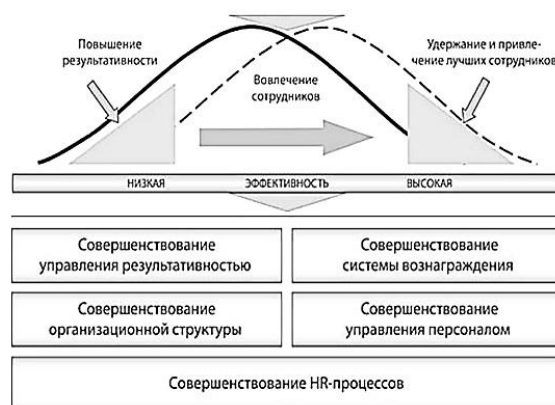 Повышение
результативности
Удержание и привле-
чение лучших сотрудников
Вовлечение
сотрудников
НИЗКАЯ ЭФФЕКТИВНОСТЬ ВЫСОКАЯ
Совершенствование
управления результативностью
Совершенствование
системы вознаграждения
Совершенствование
организационной структуры
Совершенствование
управления персоналом
Совершенствование HR-процессов